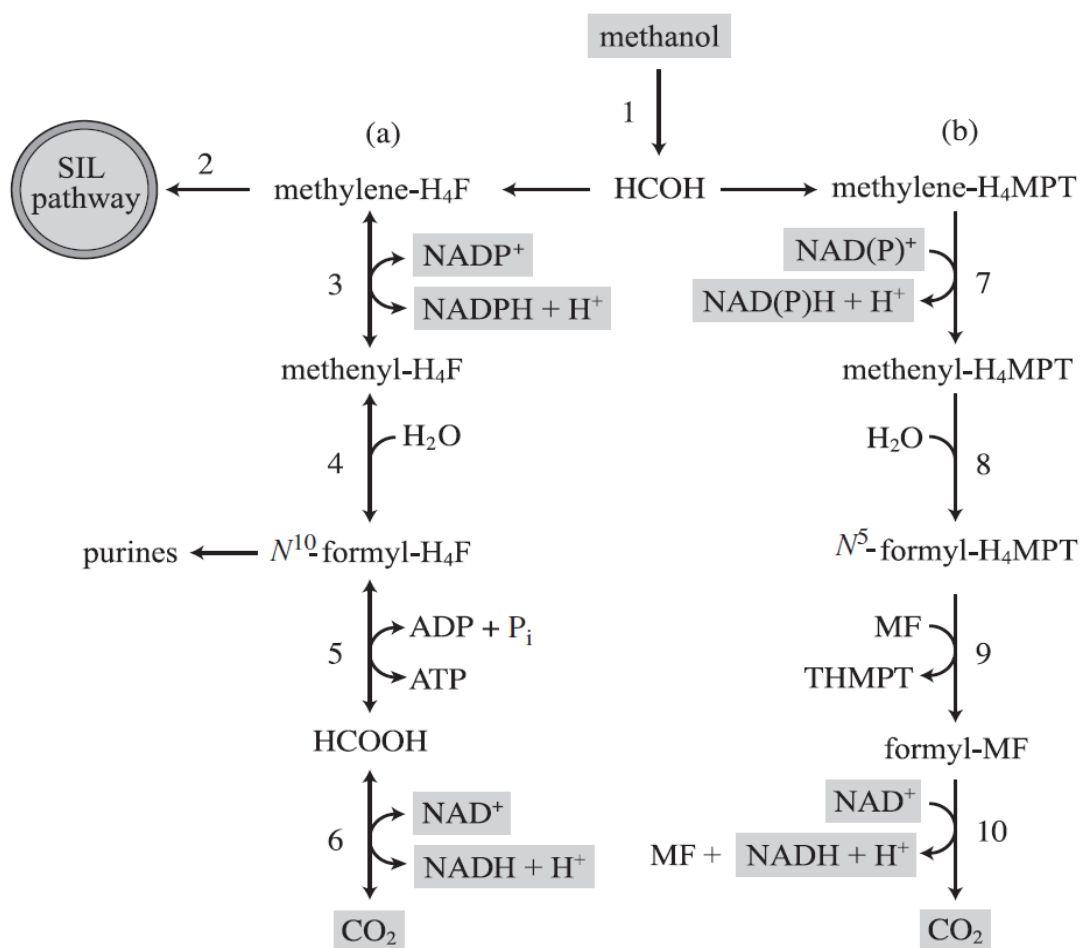 methanol
1
(a)
(b)
SIL
pathway
2
methylene-H₄F
HCOH
methylene-H₄MPT
3
NADP⁺
NADPH + H⁺
NAD(P)⁺
NAD(P)H + H⁺
7
methenyl-H₄F
methenyl-H₄MPT
4
H₂O
H₂O
8
purines
N¹⁰-formyl-H₄F
N⁵-formyl-H₄MPT
5
ADP + Pᵢ
ATP
MF
THMPT
9
HCOOH
formyl-MF
6
NAD⁺
NADH + H⁺
NAD⁺
MF + NADH + H⁺
10
CO₂
CO₂